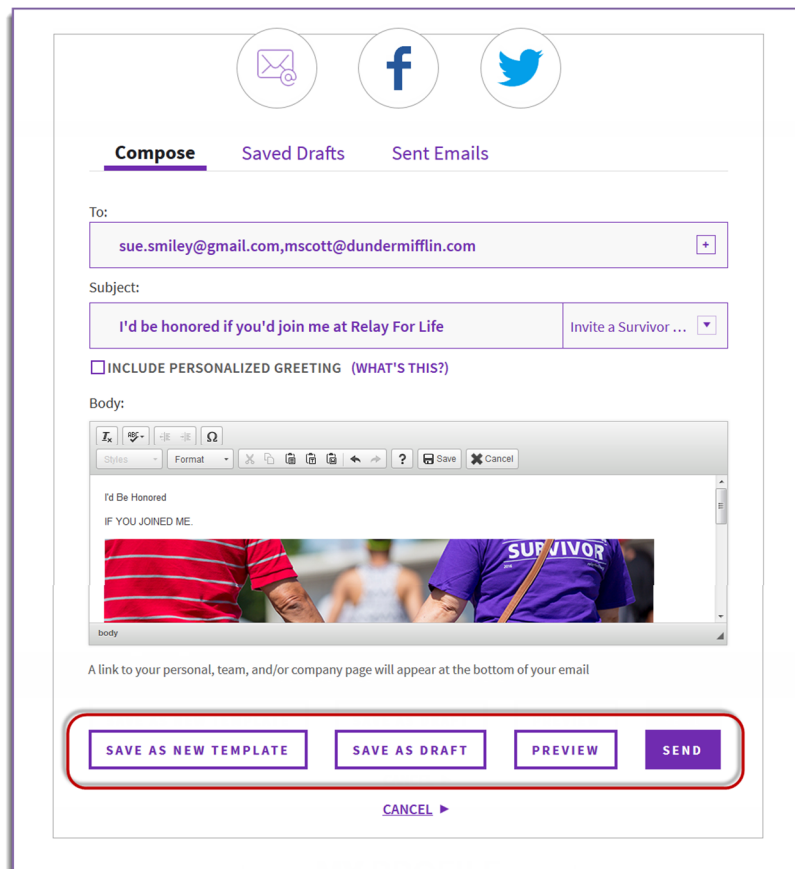 Compose Saved Drafts Sent Emails
To:
sue.smiley@gmail.com,mscott@dundermifflin.com +
Subject:
I'd be honored if you'd join me at Relay For Life Invite a Survivor ...
INCLUDE PERSONALIZED GREETING (WHAT'S THIS?)
Body:
Styles Format ? Save Cancel
I'd Be Honored
IF YOU JOINED ME.
SURVIVOR
body
A link to your personal, team, and/or company page will appear at the bottom of your email
SAVE AS NEW TEMPLATE SAVE AS DRAFT PREVIEW SEND
CANCEL ►